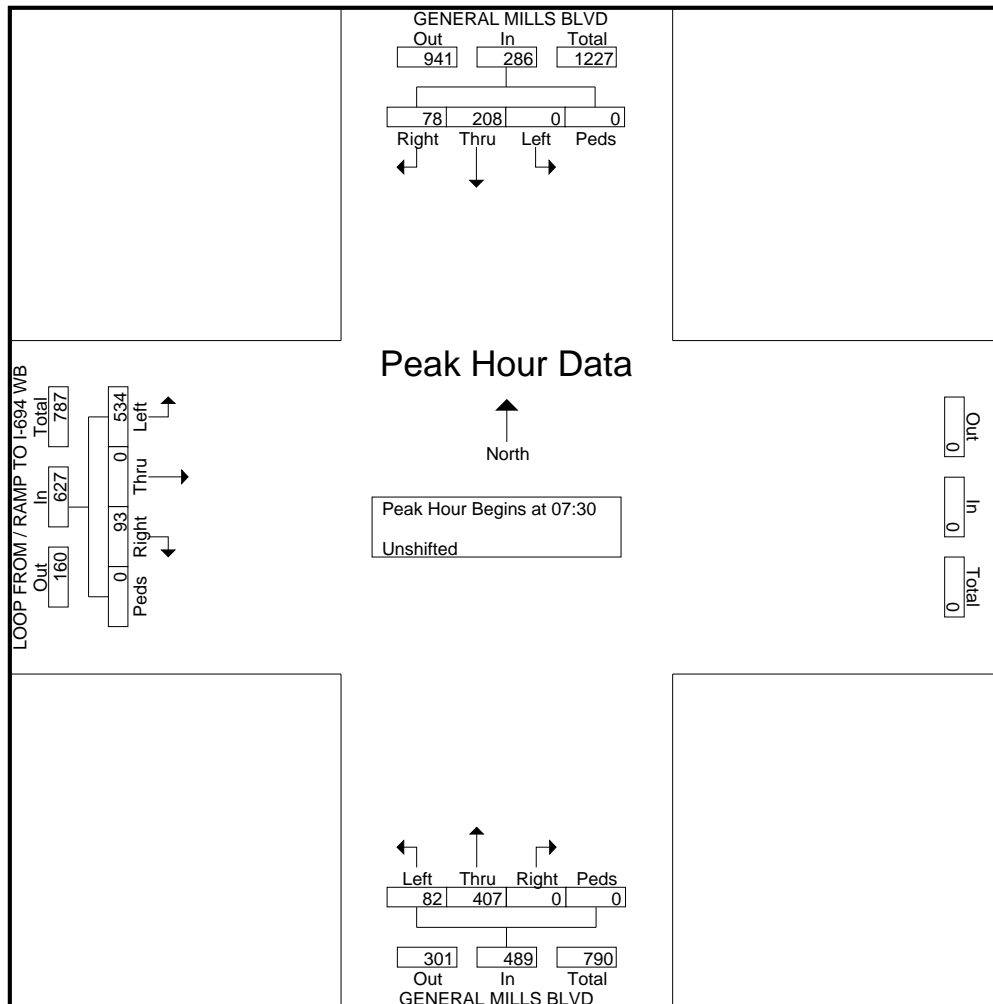 GENERAL MILLS BLVD
Out In Total
941 286 1227
78 208 0 0
Right Thru Left Peds
Peak Hour Data
North
Peak Hour Begins at 07:30
Unshifted
LOOP FROM / RAMP TO I-694 WB
Out In Total
160 627 787
0 93 0 534
Peds Right Thru Left
Out In Total
0 0 0
Left Thru Right Peds
82 407 0 0
301 489 790
Out In Total
GENERAL MILLS BLVD